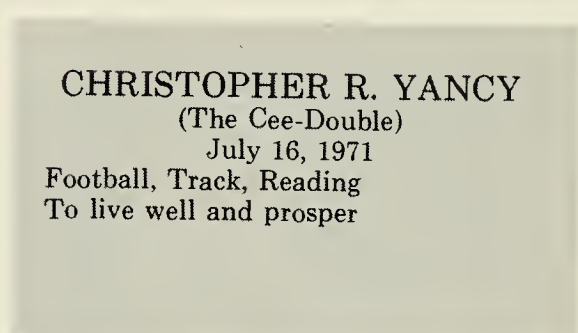 CHRISTOPHER R. YANCY
(The Cee-Double)
July 16, 1971
Football, Track, Reading
To live well and prosper